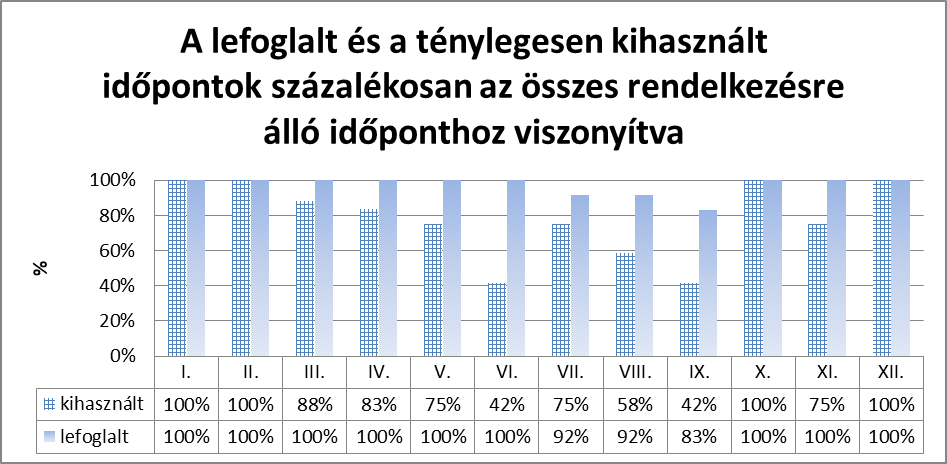 A lefoglalt és a ténylegesen kihasznált
időpontok százalékosan az összes rendelkezésre
álló időponthoz viszonyítva
100%
80%
60%
40%
20%
0%
%
I. II. III. IV. V. VI. VII. VIII. IX. X. XI. XII.
kihasznált 100% 100% 88% 83% 75% 42% 75% 58% 42% 100% 75% 100%
lefoglalt 100% 100% 100% 100% 100% 100% 92% 92% 83% 100% 100% 100%